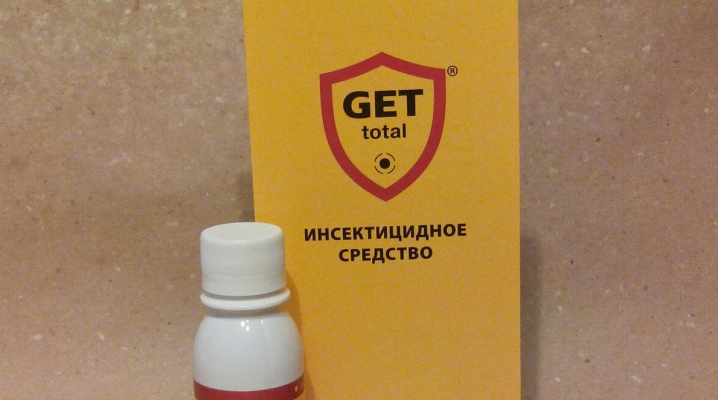 GET
®
total
ИНСЕКТИЦИДНОЕ
СРЕДСТВО